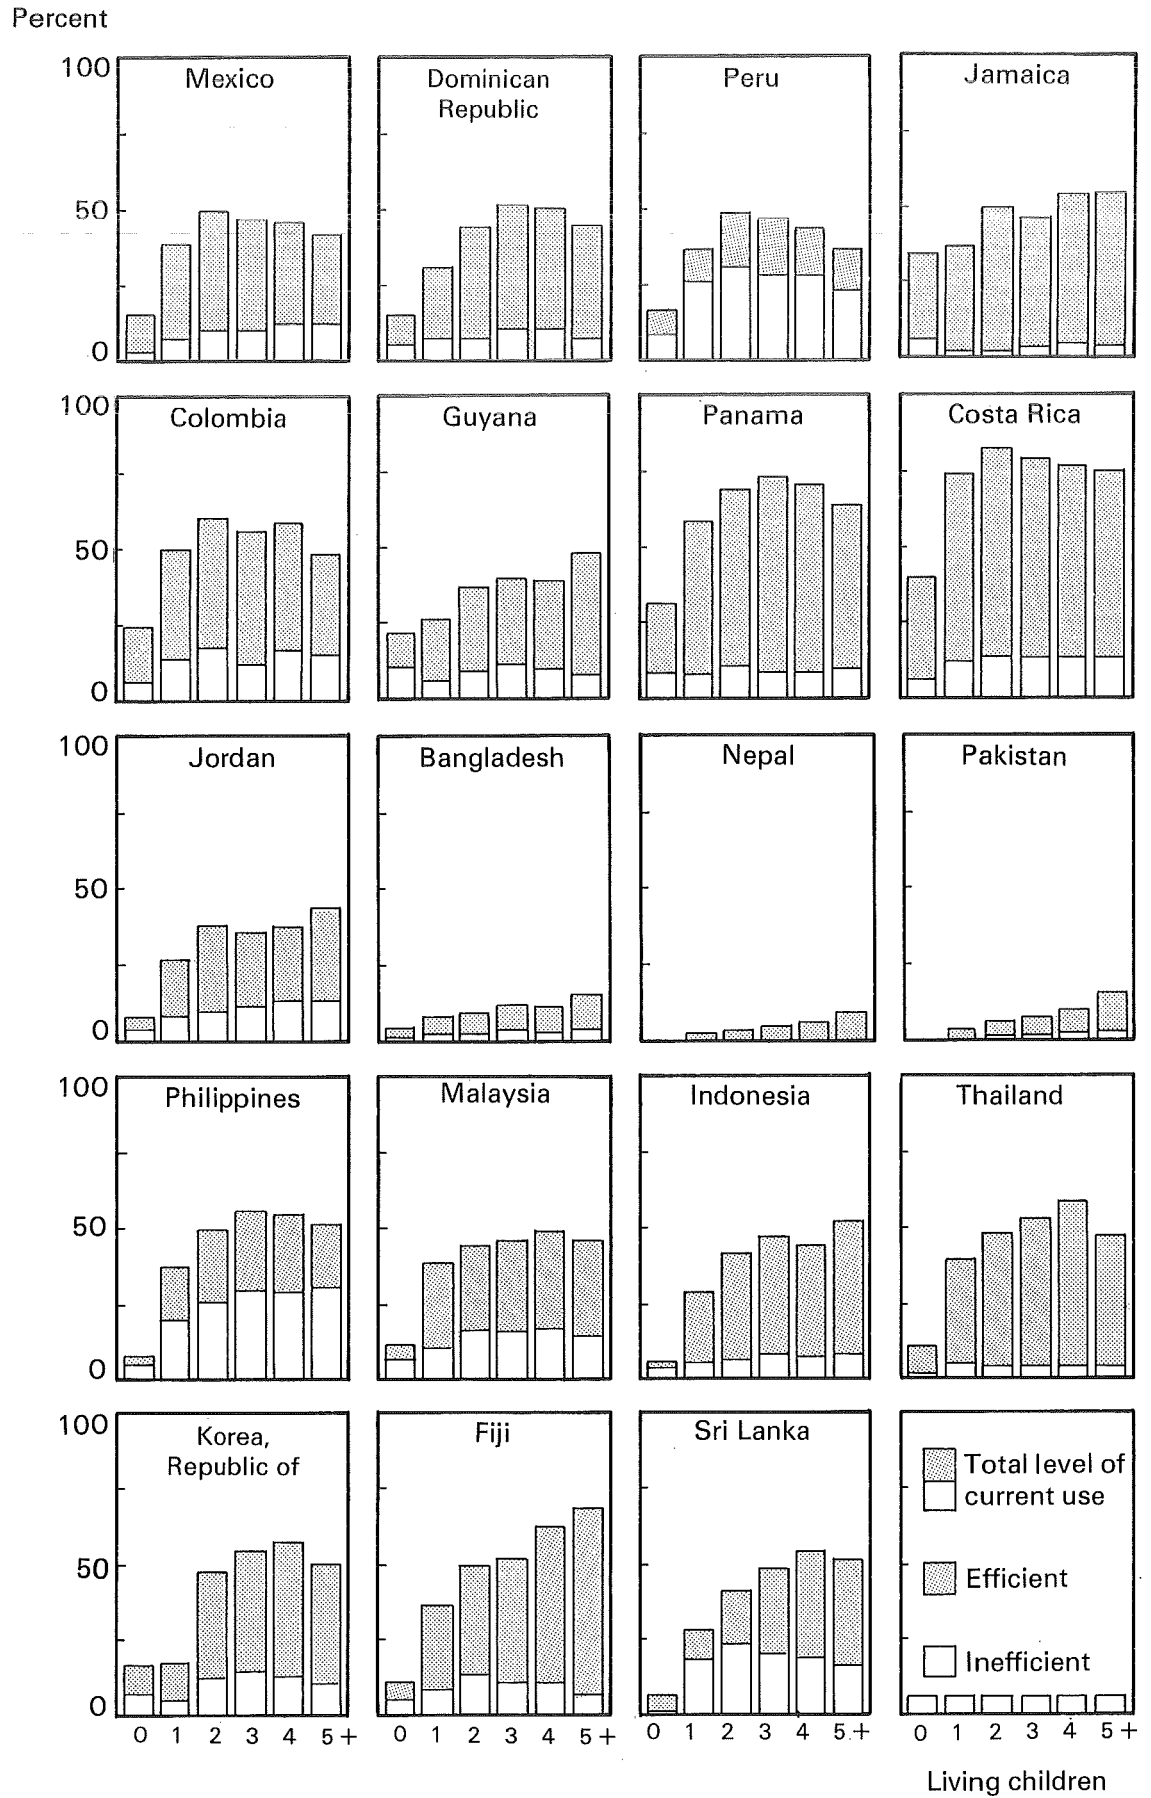 Percent
100
Mexico
Dominican
Republic
Peru
Jamaica
50
0
100
Colombia
Guyana
Panama
Costa Rica
50
0
100
Jordan
Bangladesh
Nepal
Pakistan
50
0
100
Philippines
Malaysia
Indonesia
Thailand
50
0
100
Korea,
Republic of
Fiji
Sri Lanka
Total level of
current use
50
Efficient
Inefficient
0
0 1 2 3 4 5+
0 1 2 3 4 5+
0 1 2 3 4 5+
0 1 2 3 4 5+
Living children